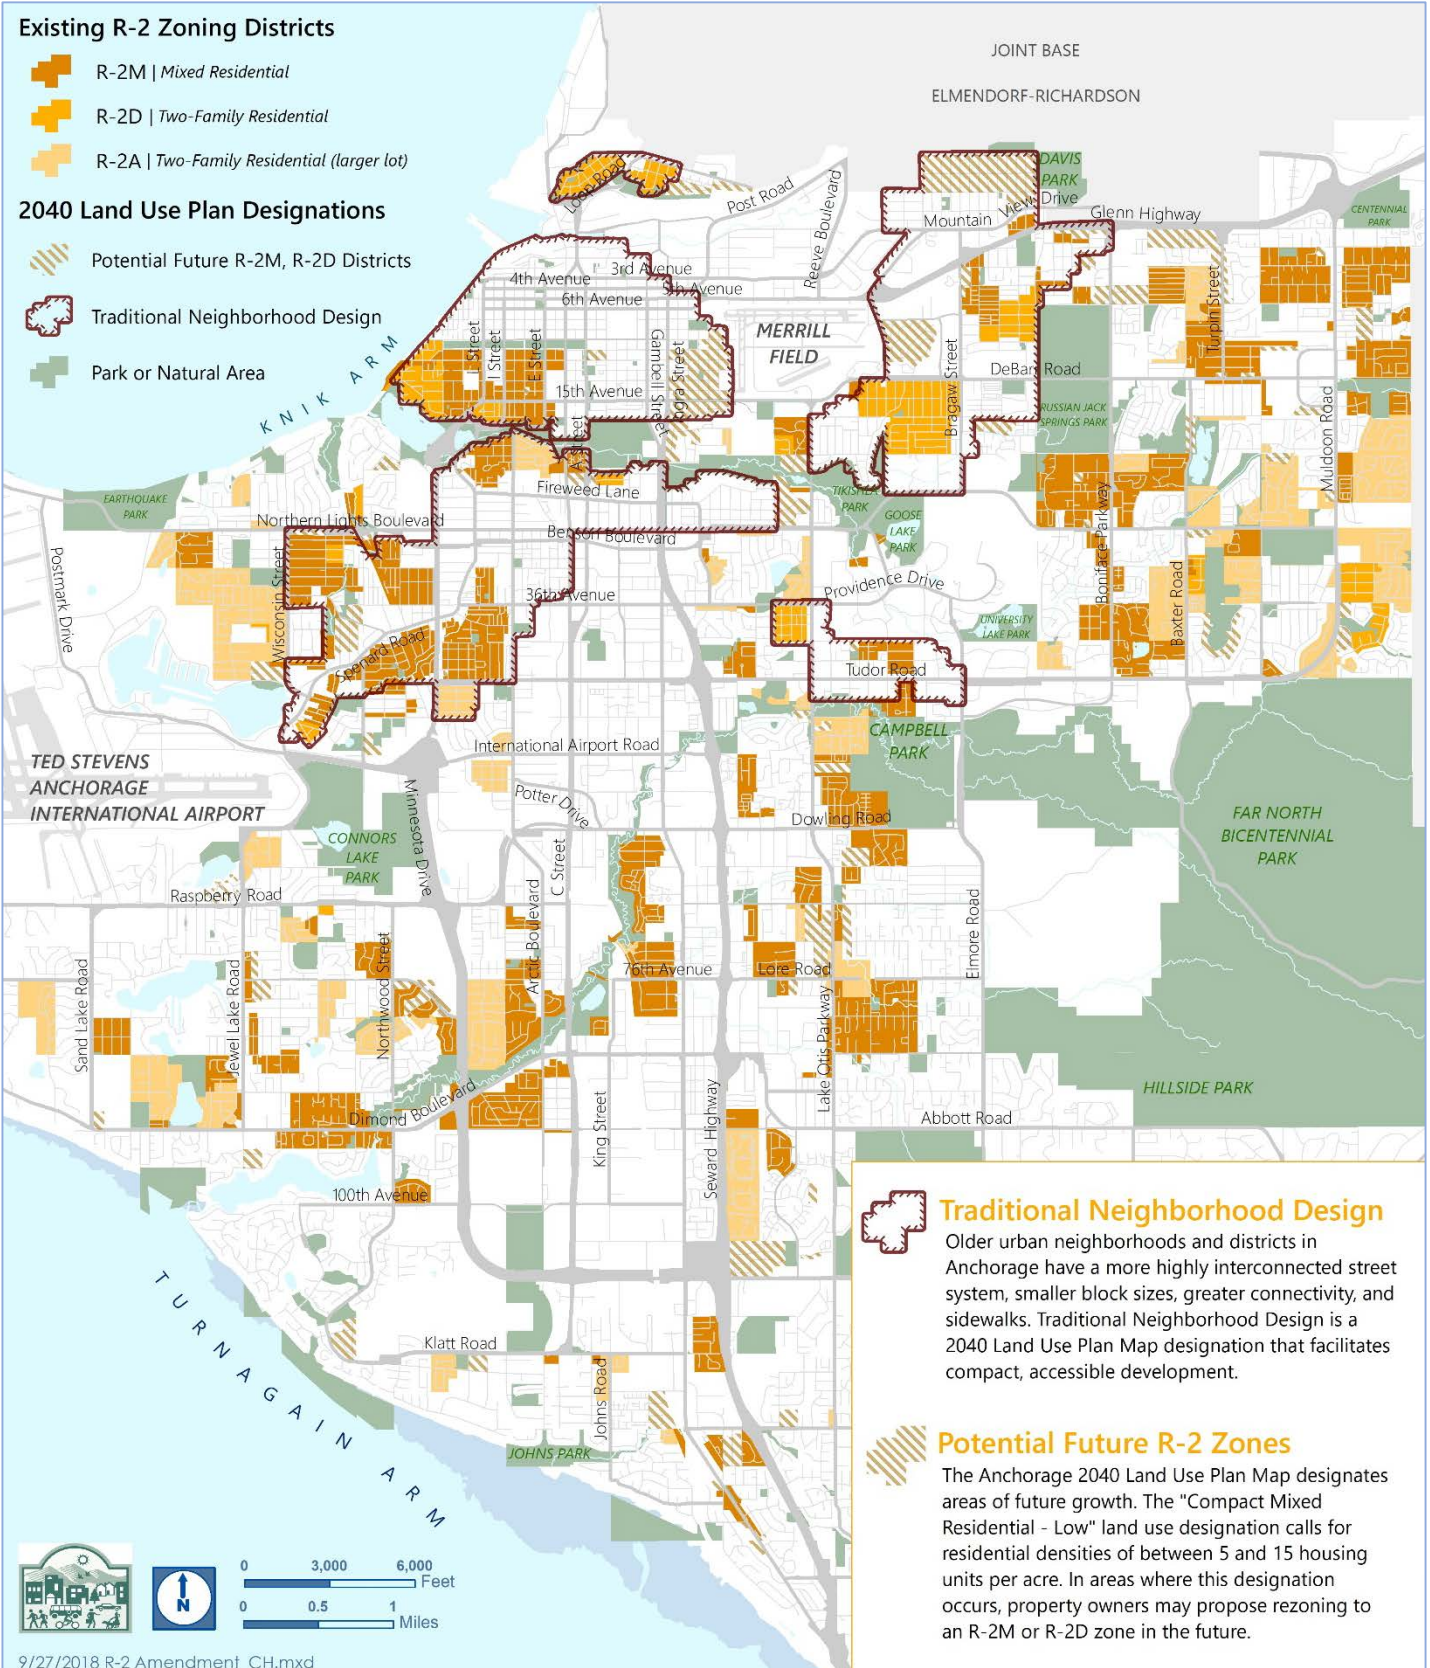 Existing R-2 Zoning Districts
R-2M | Mixed Residential
R-2D | Two-Family Residential
R-2A | Two-Family Residential (larger lot)
2040 Land Use Plan Designations
Potential Future R-2M, R-2D Districts
Traditional Neighborhood Design
Park or Natural Area
JOINT BASE
ELMENDORF-RICHARDSON
DAVIS
PARK
Loop Road
Post Road
Reeve Boulevard
Mountain View Drive
Glenn Highway
CENTENNIAL
PARK
3rd Avenue
4th Avenue
5th Avenue
6th Avenue
MERRILL
FIELD
L Street
I Street
E Street
Gambell Street
Ingra Street
15th Avenue
A Street
Bragaw Street
DeBarr Road
Turpin Street
RUSSIAN JACK
SPRINGS PARK
Muldoon Road
KNIK ARM
EARTHQUAKE
PARK
Fireweed Lane
Northern Lights Boulevard
Benson Boulevard
TIKISHLA
PARK
GOOSE
LAKE
PARK
Boniface Parkway
Postmark Drive
Wisconsin Street
36th Avenue
Providence Drive
UNIVERSITY
LAKE PARK
Baxter Road
Spenard Road
Tudor Road
CAMPBELL
PARK
International Airport Road
TED STEVENS
ANCHORAGE
INTERNATIONAL AIRPORT
Minnesota Drive
Potter Drive
Dowling Road
CONNORS
LAKE
PARK
C Street
FAR NORTH
BICENTENNIAL
PARK
Raspberry Road
Arctic Boulevard
Elmore Road
Sand Lake Road
Jewel Lake Road
Northwood Street
76th Avenue
Lore Road
Lake Otis Parkway
HILLSIDE PARK
Dimond Boulevard
King Street
Seward Highway
Abbott Road
100th Avenue
Klatt Road
Johns Road
JOHNS PARK
TURNAGAIN ARM
Traditional Neighborhood Design
Older urban neighborhoods and districts in
Anchorage have a more highly interconnected street
system, smaller block sizes, greater connectivity, and
sidewalks. Traditional Neighborhood Design is a
2040 Land Use Plan Map designation that facilitates
compact, accessible development.
Potential Future R-2 Zones
The Anchorage 2040 Land Use Plan Map designates
areas of future growth. The "Compact Mixed
Residential - Low" land use designation calls for
residential densities of between 5 and 15 housing
units per acre. In areas where this designation
occurs, property owners may propose rezoning to
an R-2M or R-2D zone in the future.
N
0 3,000 6,000
Feet
0 0.5 1
Miles
9/27/2018 R-2 Amendment_CH.mxd